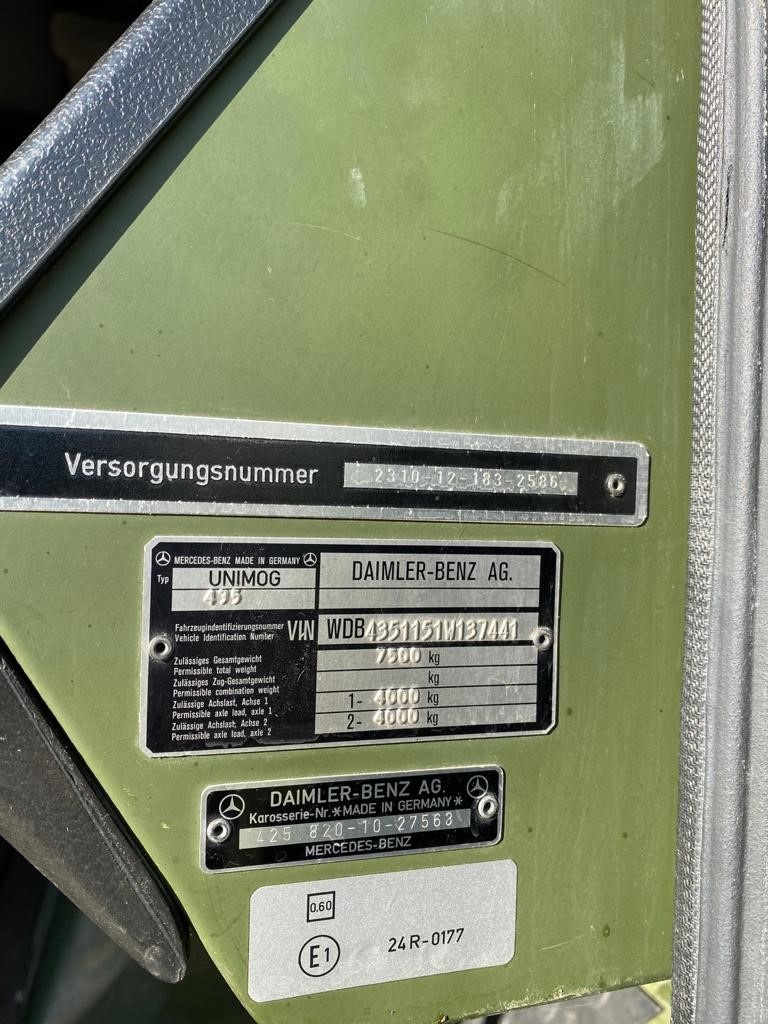 Versorgungsnummer 2310-12-183-2586
MERCEDES-BENZ MADE IN GERMANY
Typ UNIMOG DAIMLER-BENZ AG.
435
Fahrzeugidentifizierungsnummer
Vehicle Identification Number VIN WDB4351151W137441
Zulässiges Gesamtgewicht 7500 kg
Permissible total weight
Zulässiges Zug-Gesamtgewicht kg
Permissible combination weight
Zulässige Achslast, Achse 1 1- 4000 kg
Permissible axle load, axle 1
Zulässige Achslast, Achse 2 2- 4000 kg
Permissible axle load, axle 2
DAIMLER-BENZ AG.
Karosserie-Nr.*MADE IN GERMANY*
425 820-10-27563
MERCEDES-BENZ
0.60
E1 24R-0177